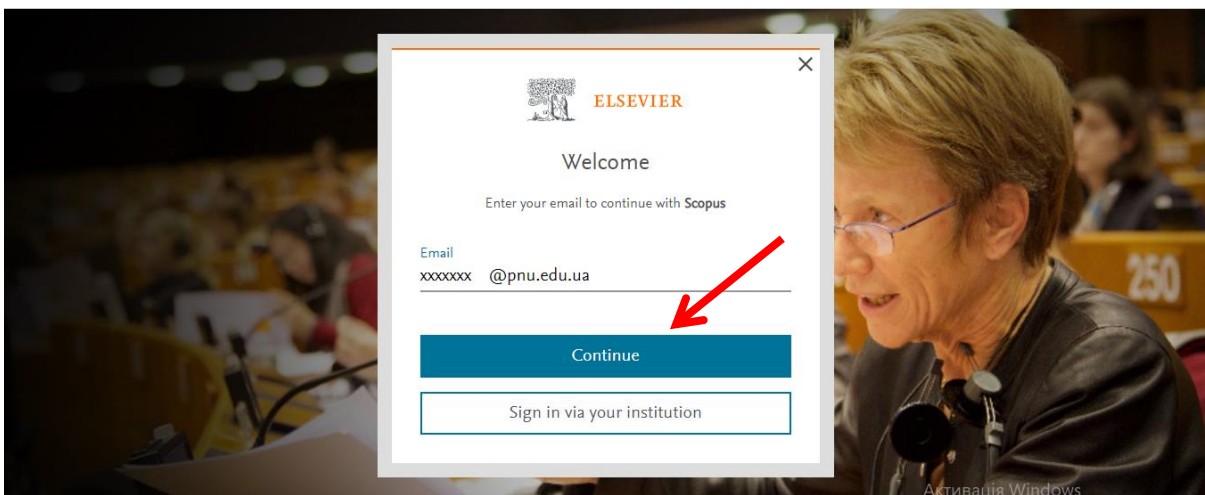 ELSEVIER
Welcome
Enter your email to continue with Scopus
Email
xxxxxxx @pnu.edu.ua
Continue
Sign in via your institution
250
Активація Windows